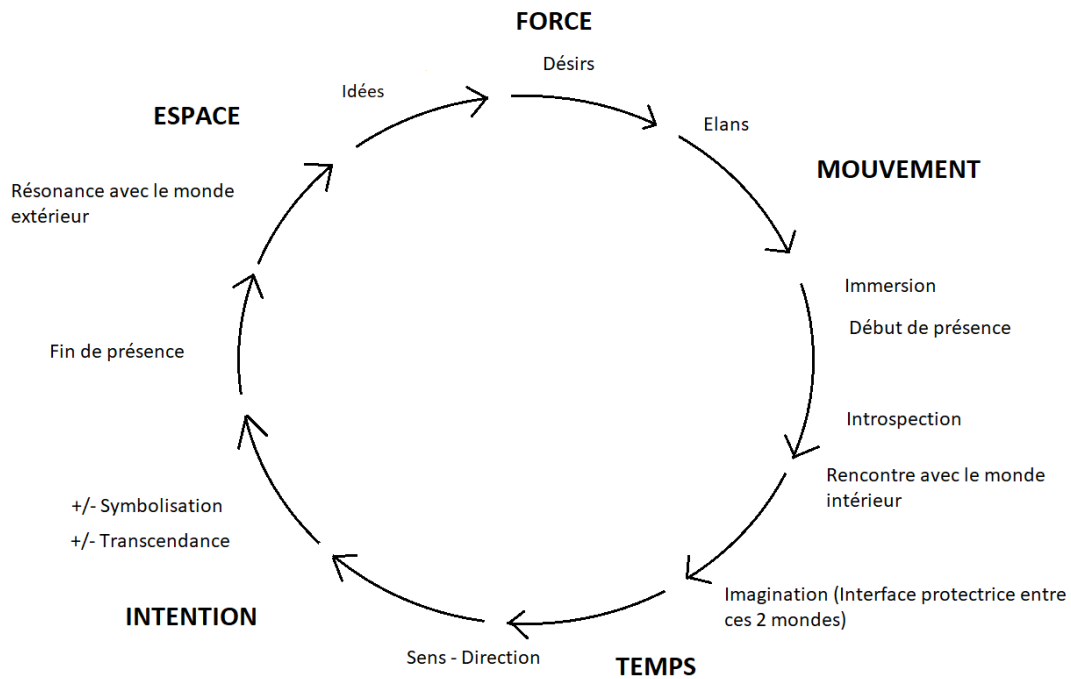 FORCE
Désirs
Idées
ESPACE
Elans
MOUVEMENT
Résonance avec le monde
extérieur
Immersion
Début de présence
Fin de présence
Introspection
Rencontre avec le monde
intérieur
+/- Symbolisation
+/- Transcendance
Imagination (Interface protectrice entre
ces 2 mondes)
INTENTION
Sens - Direction
TEMPS